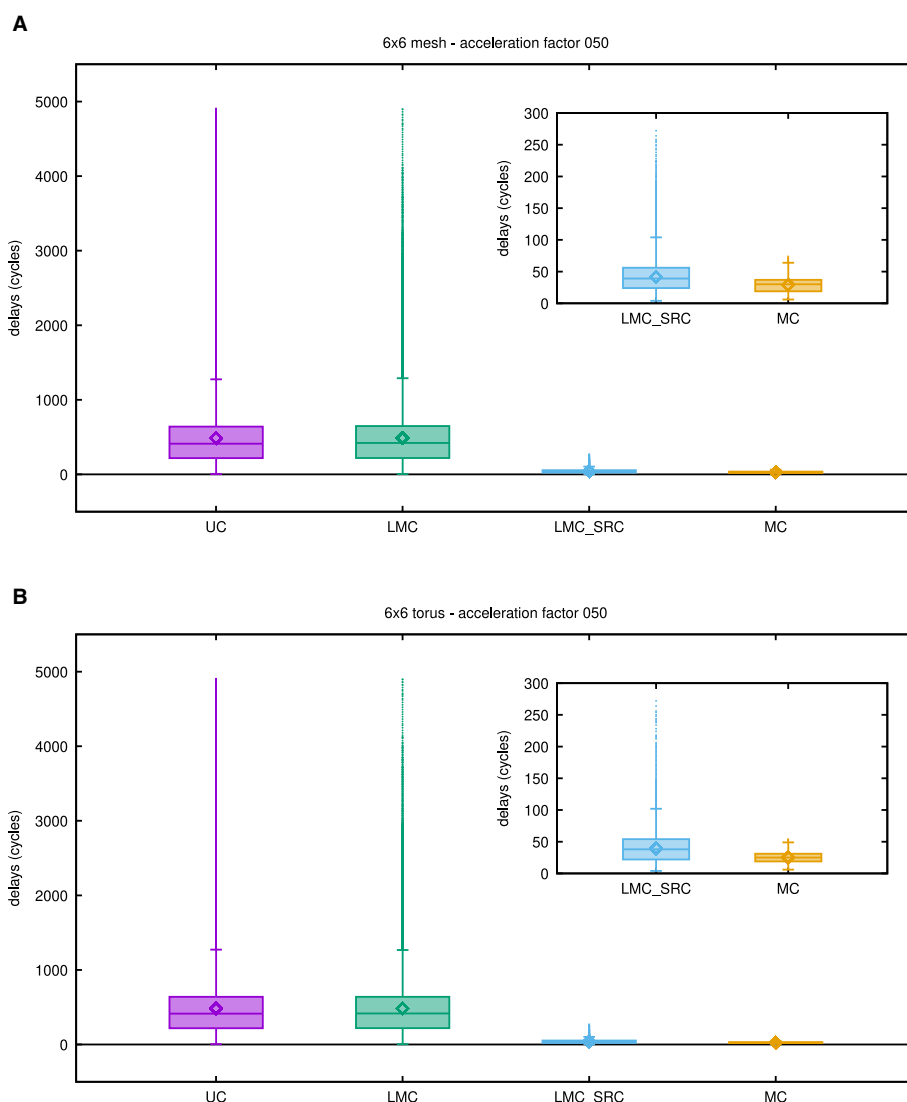 A
6x6 mesh - acceleration factor 050
delays (cycles)
5000
4000
3000
2000
1000
0
UC
LMC
LMC_SRC
MC
delays (cycles)
300
250
200
150
100
50
0
LMC_SRC
MC
B
6x6 torus - acceleration factor 050
delays (cycles)
5000
4000
3000
2000
1000
0
UC
LMC
LMC_SRC
MC
delays (cycles)
300
250
200
150
100
50
0
LMC_SRC
MC